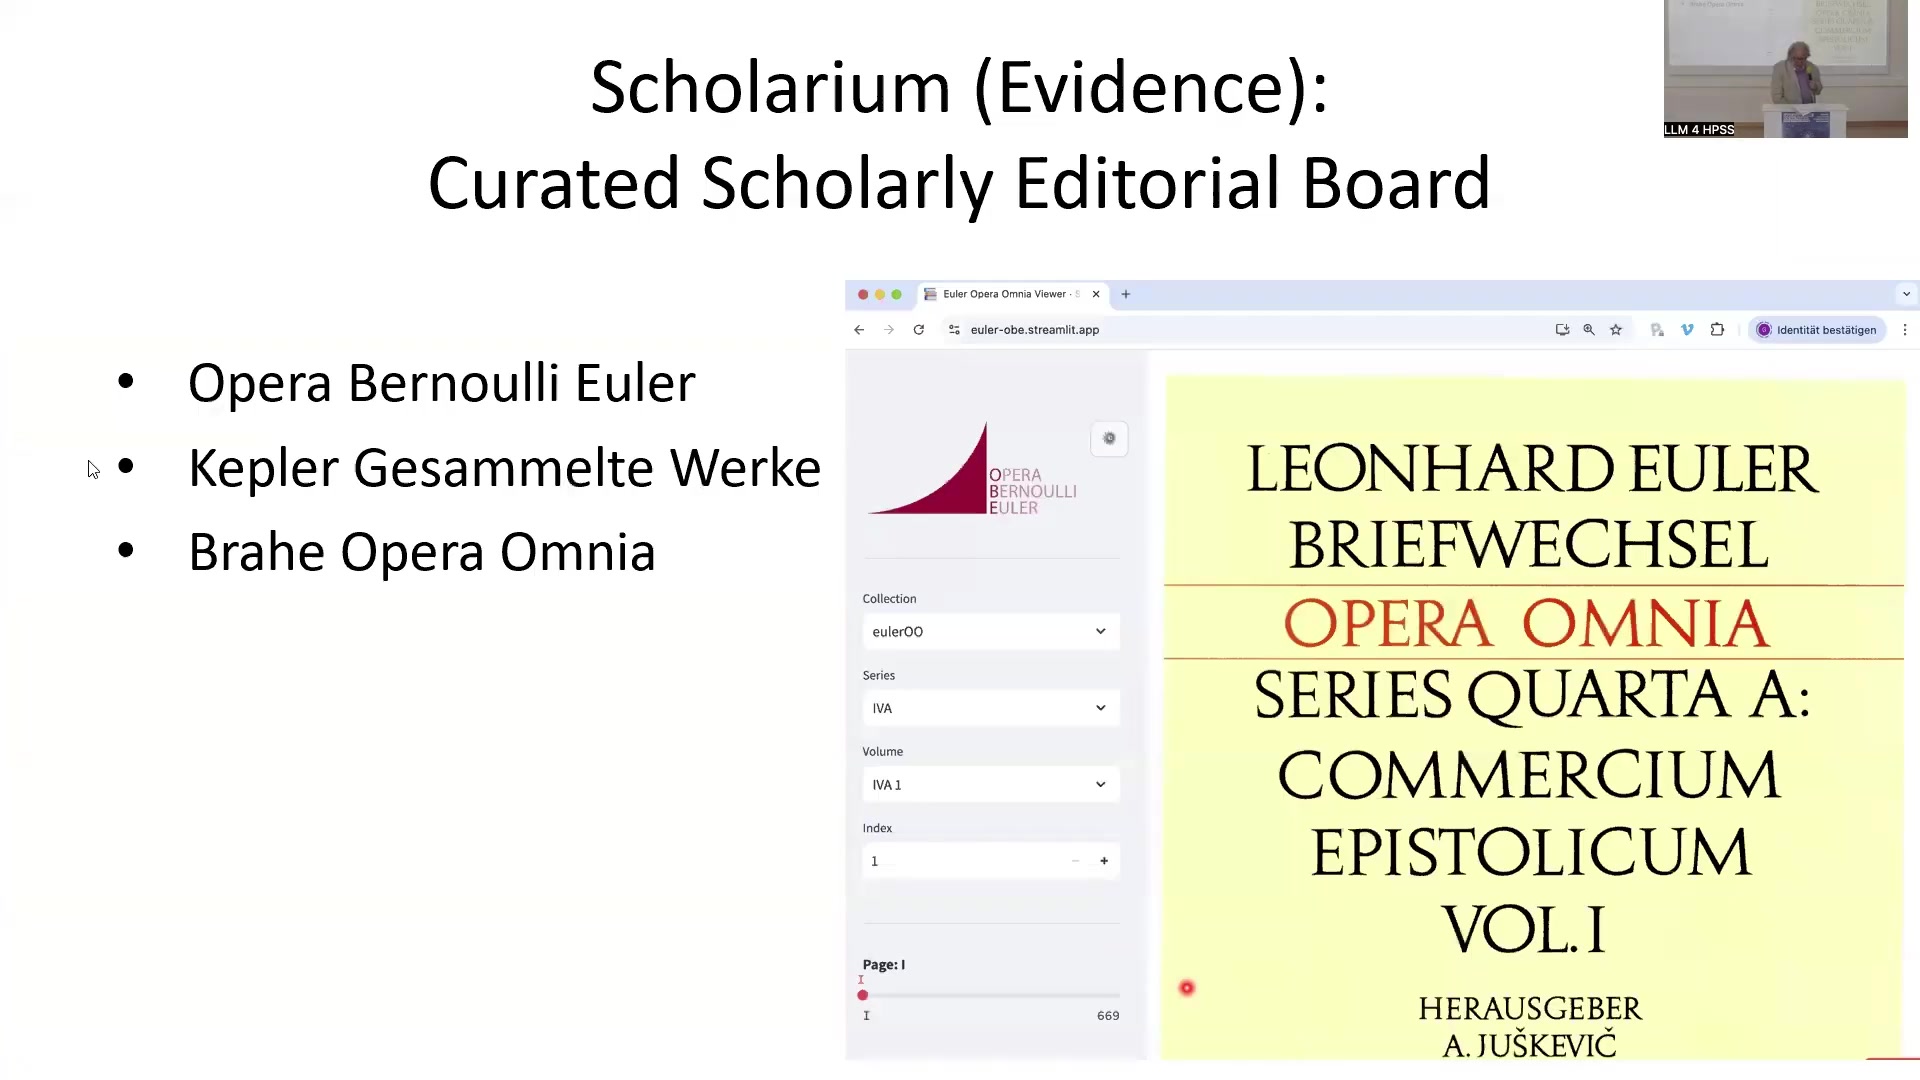 Scholarium (Evidence):
Curated Scholarly Editorial Board
LLM 4 HPSS
• Opera Bernoulli Euler
• Kepler Gesammelte Werke
• Brahe Opera Omnia
Euler Opera Omnia Viewer ·
euler-obe.streamlit.app
Identität bestätigen
OPERA
BERNOULLI
EULER
Collection
eulerOO
Series
IVA
Volume
IVA 1
Index
1
Page: I
I
I 669
LEONHARD EULER
BRIEFWECHSEL
OPERA OMNIA
SERIES QUARTA A:
COMMERCIUM
EPISTOLICUM
VOL. I
HERAUSGEBER
A. JUŠKEVIČ